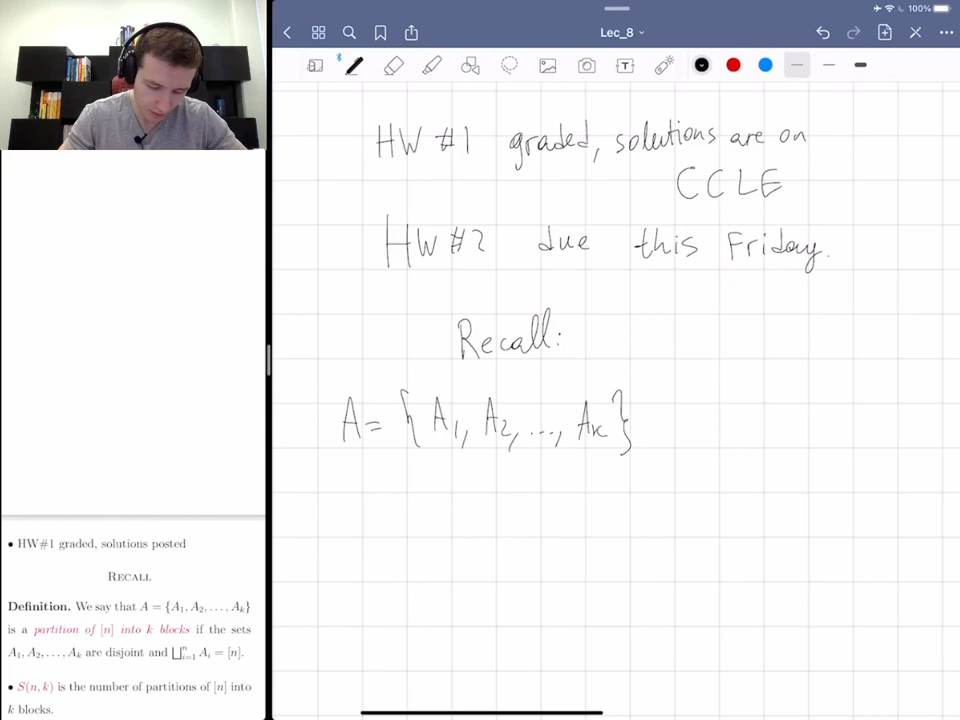 100%
Lec_8
HW #1 graded, solutions are on
CCLE
HW #2 due this Friday.
Recall:
A = {A₁, A₂, ..., Aₖ}
• HW#1 graded, solutions posted
RECALL
Definition. We say that A = {A₁, A₂, . . . , Aₖ}
is a partition of [n] into k blocks if the sets
A₁, A₂, . . . , Aₖ are disjoint and ⨆ⁿᵢ₌₁ Aᵢ = [n].
• S(n, k) is the number of partitions of [n] into
k blocks.